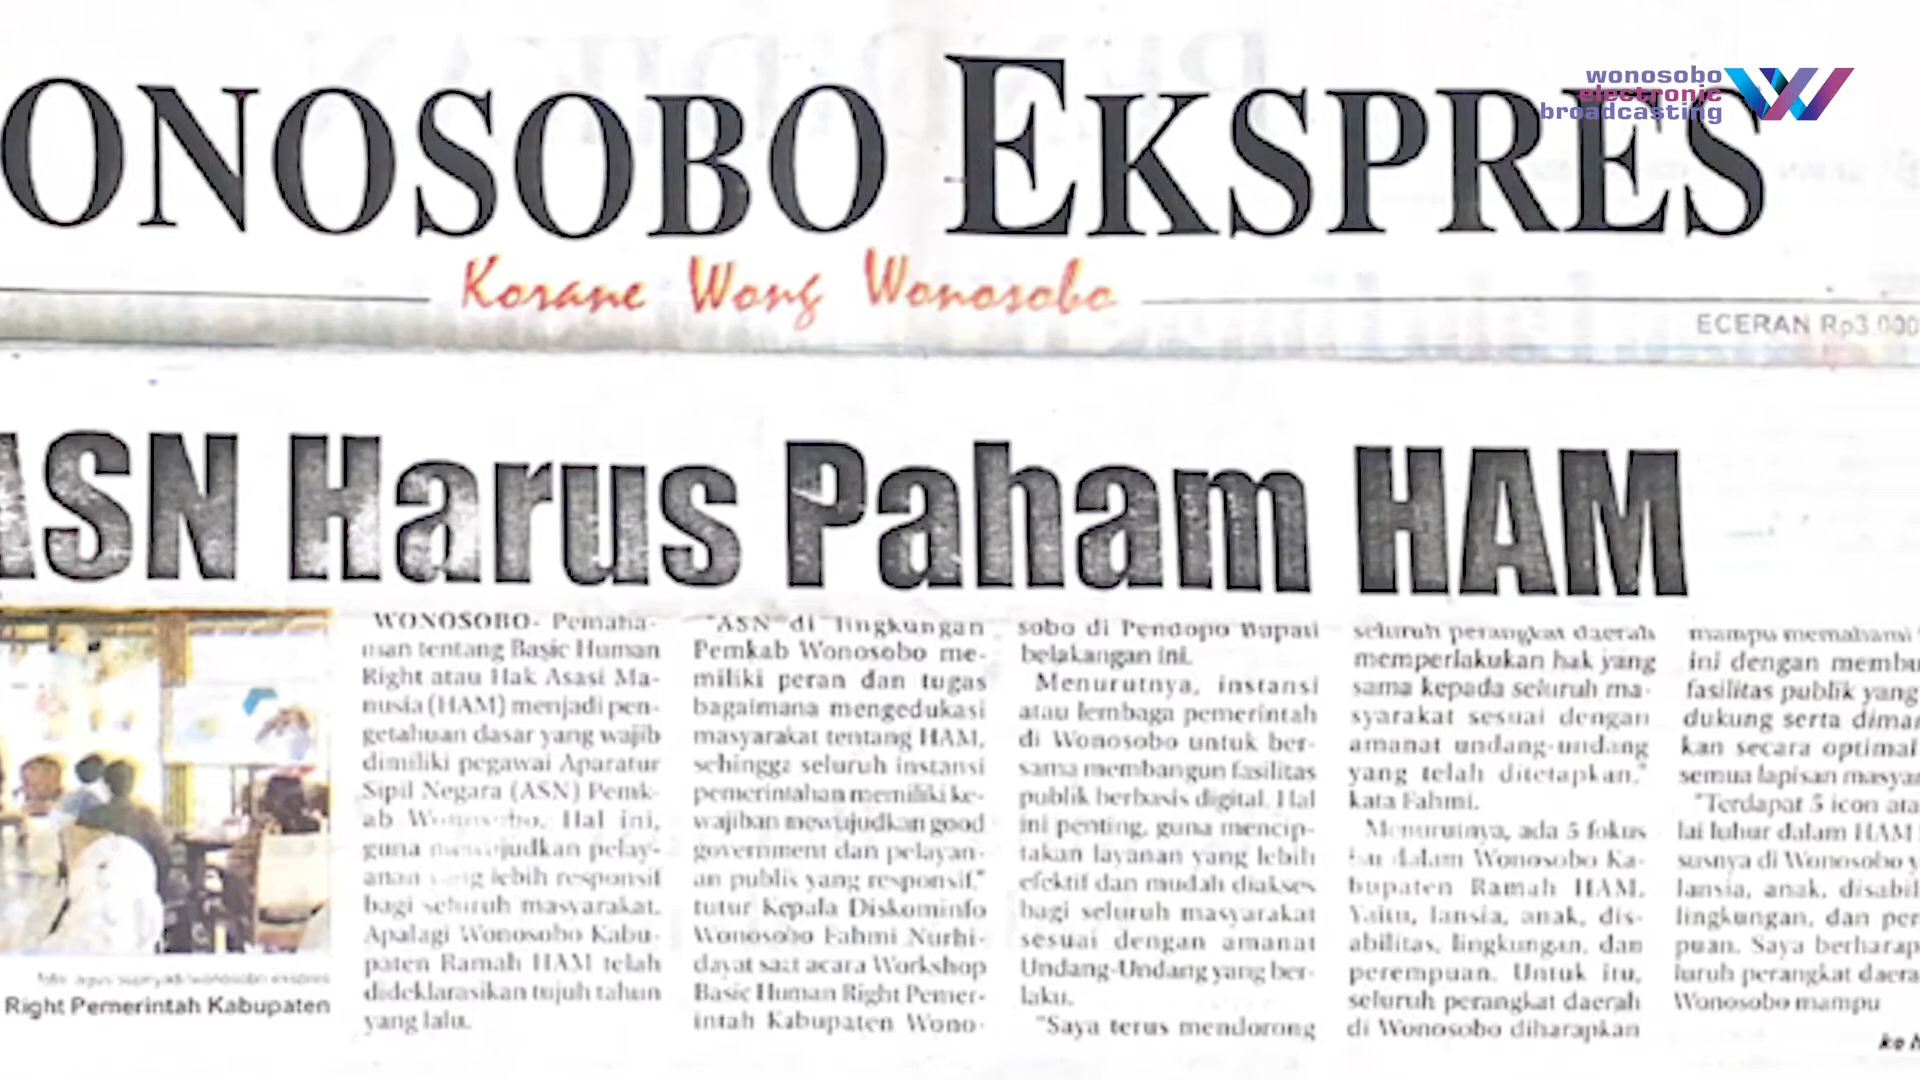 wonosobo
electronic
broadcasting
ONOSOBO EKSPRES
Korane Wong Wonosobo
ECERAN Rp3.000
ASN Harus Paham HAM
Right Pemerintah Kabupaten
WONOSOBO- Pemaha-
man tentang Basic Human
Right atau Hak Asasi Ma-
nusia (HAM) menjadi pen-
getahuan dasar yang wajib
dimiliki pegawai Aparatur
Sipil Negara (ASN) Pemk-
ab Wonosobo. Hal ini,
guna mewujudkan pelay-
anan yang lebih responsif
bagi seluruh masyarakat.
Apalagi Wonosobo Kabu-
paten Ramah HAM telah
dideklarasikan tujuh tahun
yang lalu.
"ASN di lingkungan
Pemkab Wonosobo me-
miliki peran dan tugas
bagaimana mengedukasi
masyarakat tentang HAM,
sehingga seluruh instansi
pemerintahan memiliki ke-
wajiban mewujudkan good
government dan pelayan-
an publik yang responsif,"
tutur Kepala Diskominfo
Wonosobo Fahmi Nurhi-
dayat saat acara Workshop
Basic Human Right Pemer-
intah Kabupaten Wono-
sobo di Pendopo Bupati
belakangan ini.
Menurutnya, instansi
atau lembaga pemerintah
di Wonosobo untuk ber-
sama membangun fasilitas
publik berbasis digital. Hal
ini penting, guna mencip-
takan layanan yang lebih
efektif dan mudah diakses
bagi seluruh masyarakat
sesuai dengan amanat
Undang-Undang yang ber-
laku.
"Saya terus mendorong
seluruh perangkat daerah
memperlakukan hak yang
sama kepada seluruh ma-
syarakat sesuai dengan
amanat undang-undang
yang telah ditetapkan,"
kata Fahmi.
Menurutnya, ada 5 fokus
isu dalam Wonosobo Ka-
bupaten Ramah HAM.
Yaitu, lansia, anak, dis-
abilitas, lingkungan, dan
perempuan. Untuk itu,
seluruh perangkat daerah
di Wonosobo diharapkan
mampu memahami
ini dengan membu
fasilitas publik yang
dukung serta diman
kan secara optimal
semua lapisan masyar
"Terdapat 5 icon ata
lai luhur dalam HAM
susnya di Wonosobo y
lansia, anak, disabil
lingkungan, dan per
puan. Saya berharap
luruh perangkat daera
Wonosobo mampu
ke h